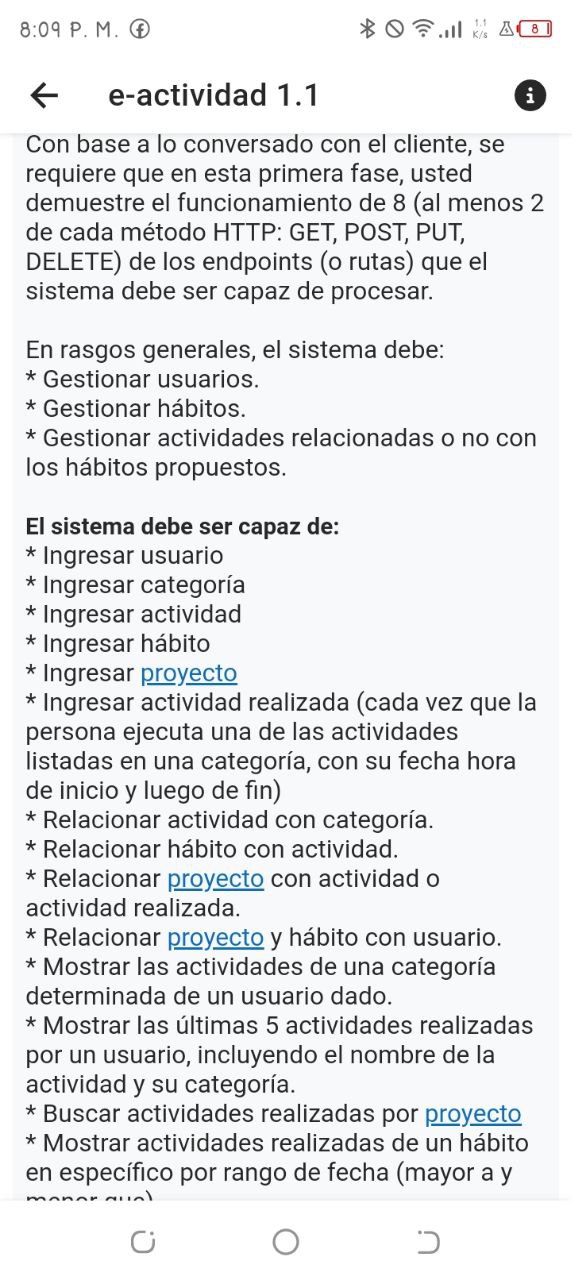 8:09 P. M.
1.1
K/s
8
e-actividad 1.1
Con base a lo conversado con el cliente, se
requiere que en esta primera fase, usted
demuestre el funcionamiento de 8 (al menos 2
de cada método HTTP: GET, POST, PUT,
DELETE) de los endpoints (o rutas) que el
sistema debe ser capaz de procesar.
En rasgos generales, el sistema debe:
* Gestionar usuarios.
* Gestionar hábitos.
* Gestionar actividades relacionadas o no con
los hábitos propuestos.
El sistema debe ser capaz de:
* Ingresar usuario
* Ingresar categoría
* Ingresar actividad
* Ingresar hábito
* Ingresar proyecto
* Ingresar actividad realizada (cada vez que la
persona ejecuta una de las actividades
listadas en una categoría, con su fecha hora
de inicio y luego de fin)
* Relacionar actividad con categoría.
* Relacionar hábito con actividad.
* Relacionar proyecto con actividad o
actividad realizada.
* Relacionar proyecto y hábito con usuario.
* Mostrar las actividades de una categoría
determinada de un usuario dado.
* Mostrar las últimas 5 actividades realizadas
por un usuario, incluyendo el nombre de la
actividad y su categoría.
* Buscar actividades realizadas por proyecto
* Mostrar actividades realizadas de un hábito
en específico por rango de fecha (mayor a y
menor que)